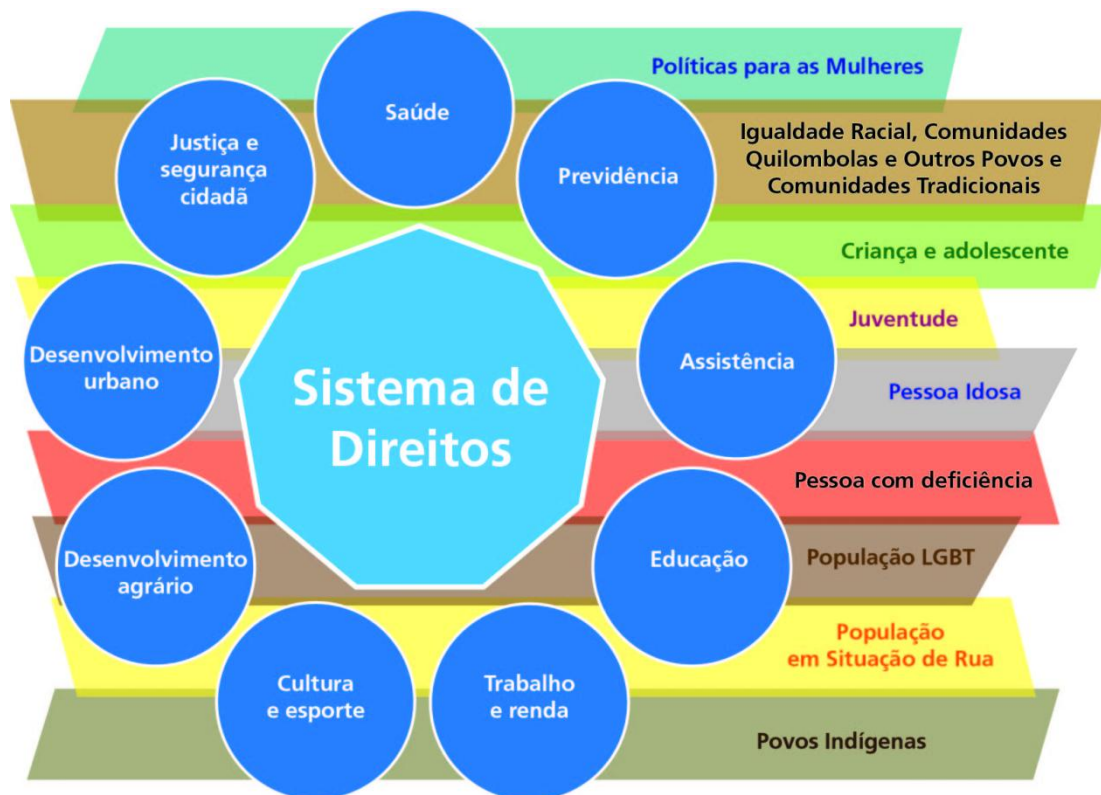 Políticas para as Mulheres
Saúde
Justiça e
segurança
cidadã
Previdência
Igualdade Racial, Comunidades
Quilombolas e Outros Povos e
Comunidades Tradicionais
Criança e adolescente
Juventude
Desenvolvimento
urbano
Sistema de
Direitos
Assistência
Pessoa Idosa
Pessoa com deficiência
Desenvolvimento
agrário
Educação
População LGBT
População
em Situação de Rua
Cultura
e esporte
Trabalho
e renda
Povos Indígenas